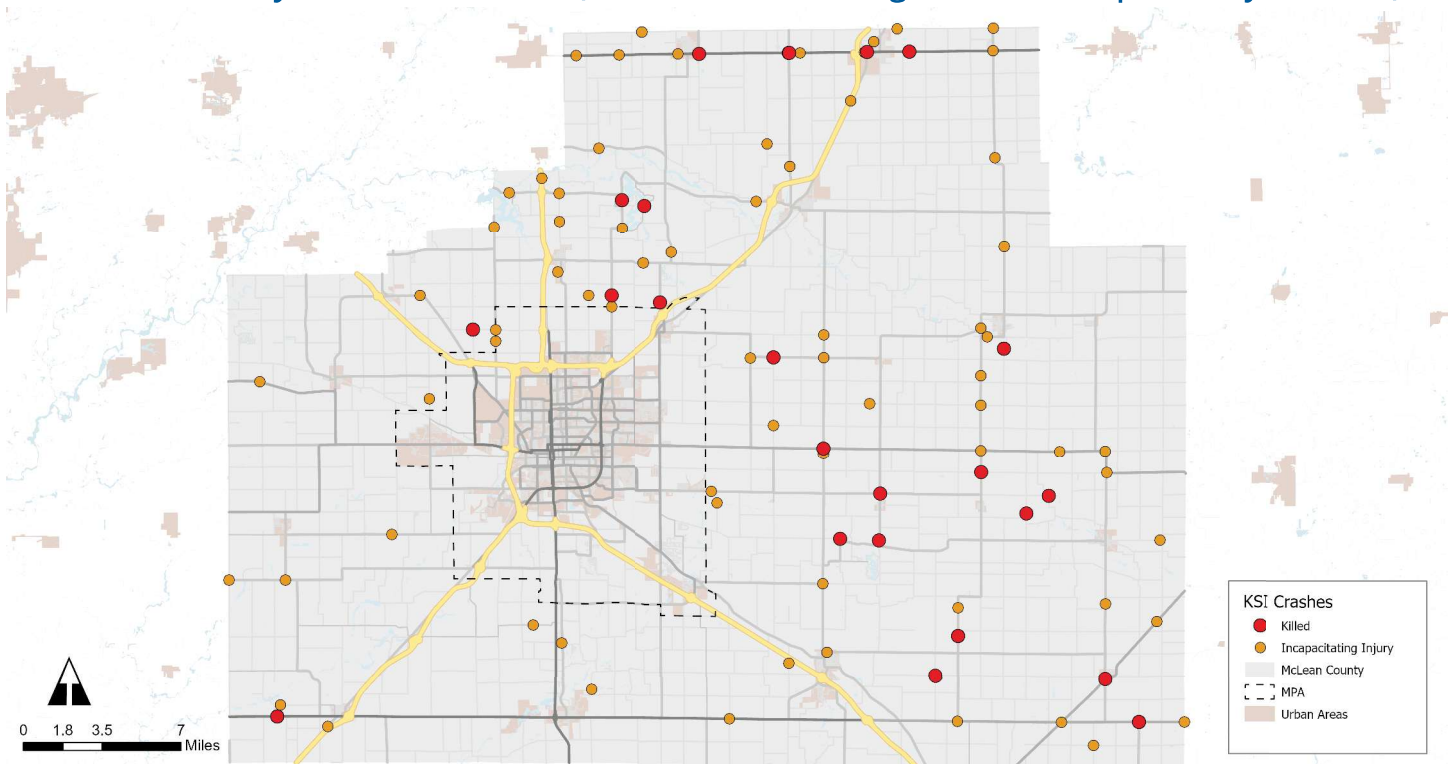 KSI Crashes
Killed
Incapacitating Injury
McLean County
MPA
Urban Areas
0 1.8 3.5 7
Miles